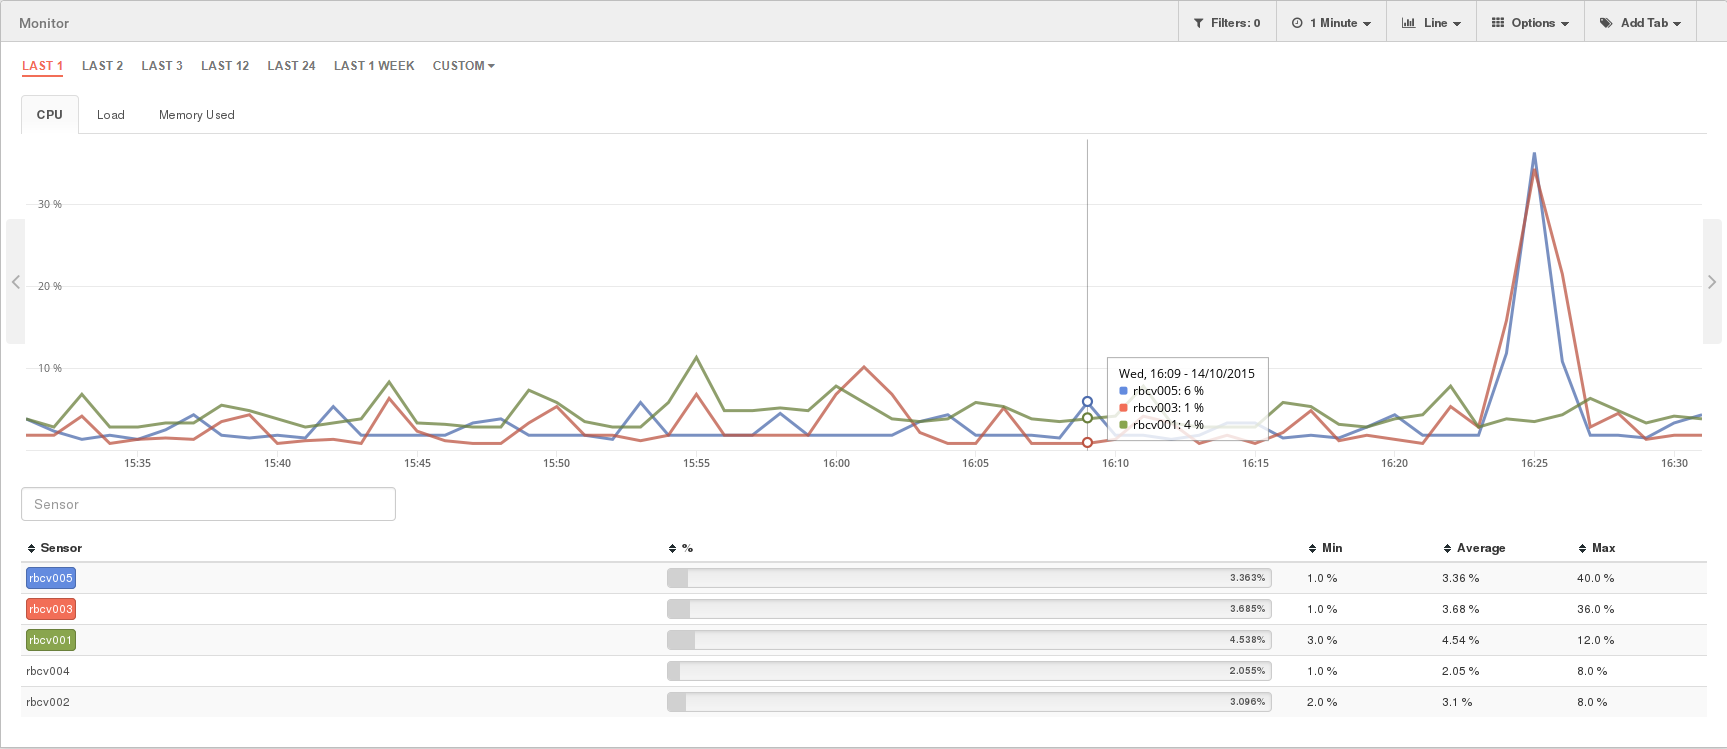 Monitor Filters: 0 1 Minute Line Options Add Tab
LAST 1 LAST 2 LAST 3 LAST 12 LAST 24 LAST 1 WEEK CUSTOM
CPU Load Memory Used
30 %
20 %
10 %
Wed, 16:09 - 14/10/2015
rbcv005: 6 %
rbcv003: 1 %
rbcv001: 4 %
15:35 15:40 15:45 15:50 15:55 16:00 16:05 16:10 16:15 16:20 16:25 16:30
Sensor
Sensor % Min Average Max
rbcv005 3.363% 1.0 % 3.36 % 40.0 %
rbcv003 3.685% 1.0 % 3.68 % 36.0 %
rbcv001 4.538% 3.0 % 4.54 % 12.0 %
rbcv004 2.055% 1.0 % 2.05 % 8.0 %
rbcv002 3.096% 2.0 % 3.1 % 8.0 %